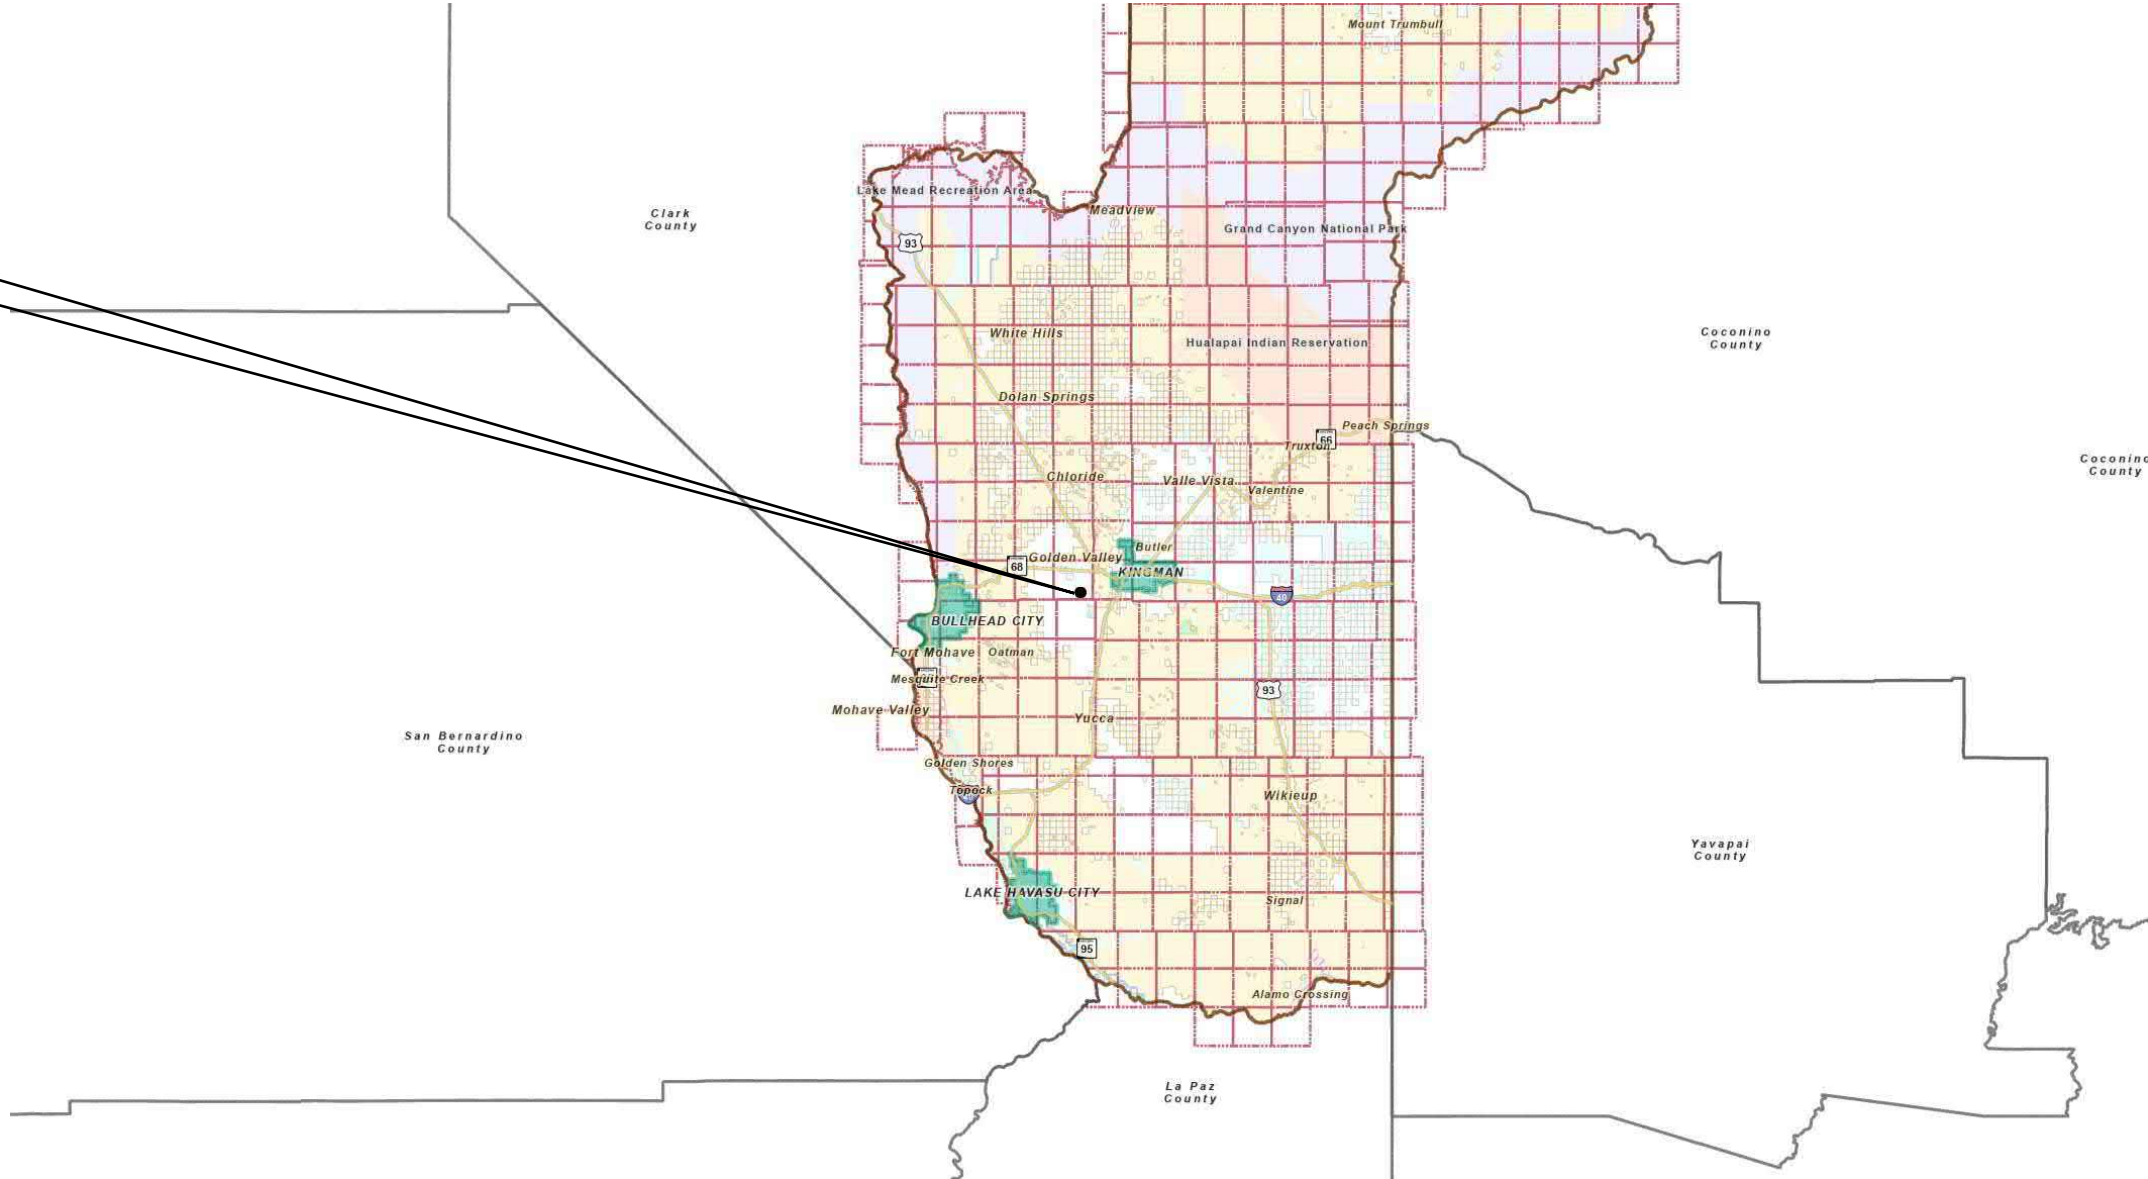 Mount Trumbull
Lake Mead Recreation Area
Meadview
Clark
County
Grand Canyon National Park
93
White Hills
Hualapai Indian Reservation
Coconino
County
Dolan Springs
Peach Springs
66
Truxton
Coconino
County
Chloride
Valle Vista
Valentine
Butler
Golden Valley
68
KINGMAN
40
BULLHEAD CITY
Fort Mohave
Oatman
Mesquite Creek
93
Mohave Valley
Yucca
San Bernardino
County
Golden Shores
Topock
Wikieup
Yavapai
County
LAKE HAVASU CITY
Signal
95
Alamo Crossing
La Paz
County